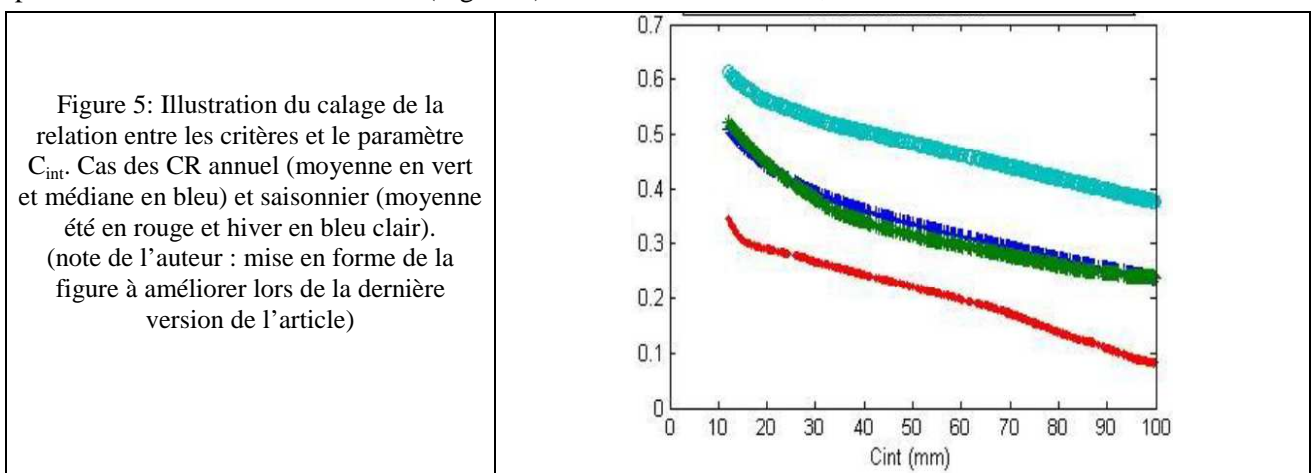 Figure 5: Illustration du calage de la
relation entre les critères et le paramètre
Cint. Cas des CR annuel (moyenne en vert
et médiane en bleu) et saisonnier (moyenne
été en rouge et hiver en bleu clair).
(note de l’auteur : mise en forme de la
figure à améliorer lors de la dernière
version de l’article)
0.7
0.6
0.5
0.4
0.3
0.2
0.1
0
0 10 20 30 40 50 60 70 80 90 100
Cint (mm)